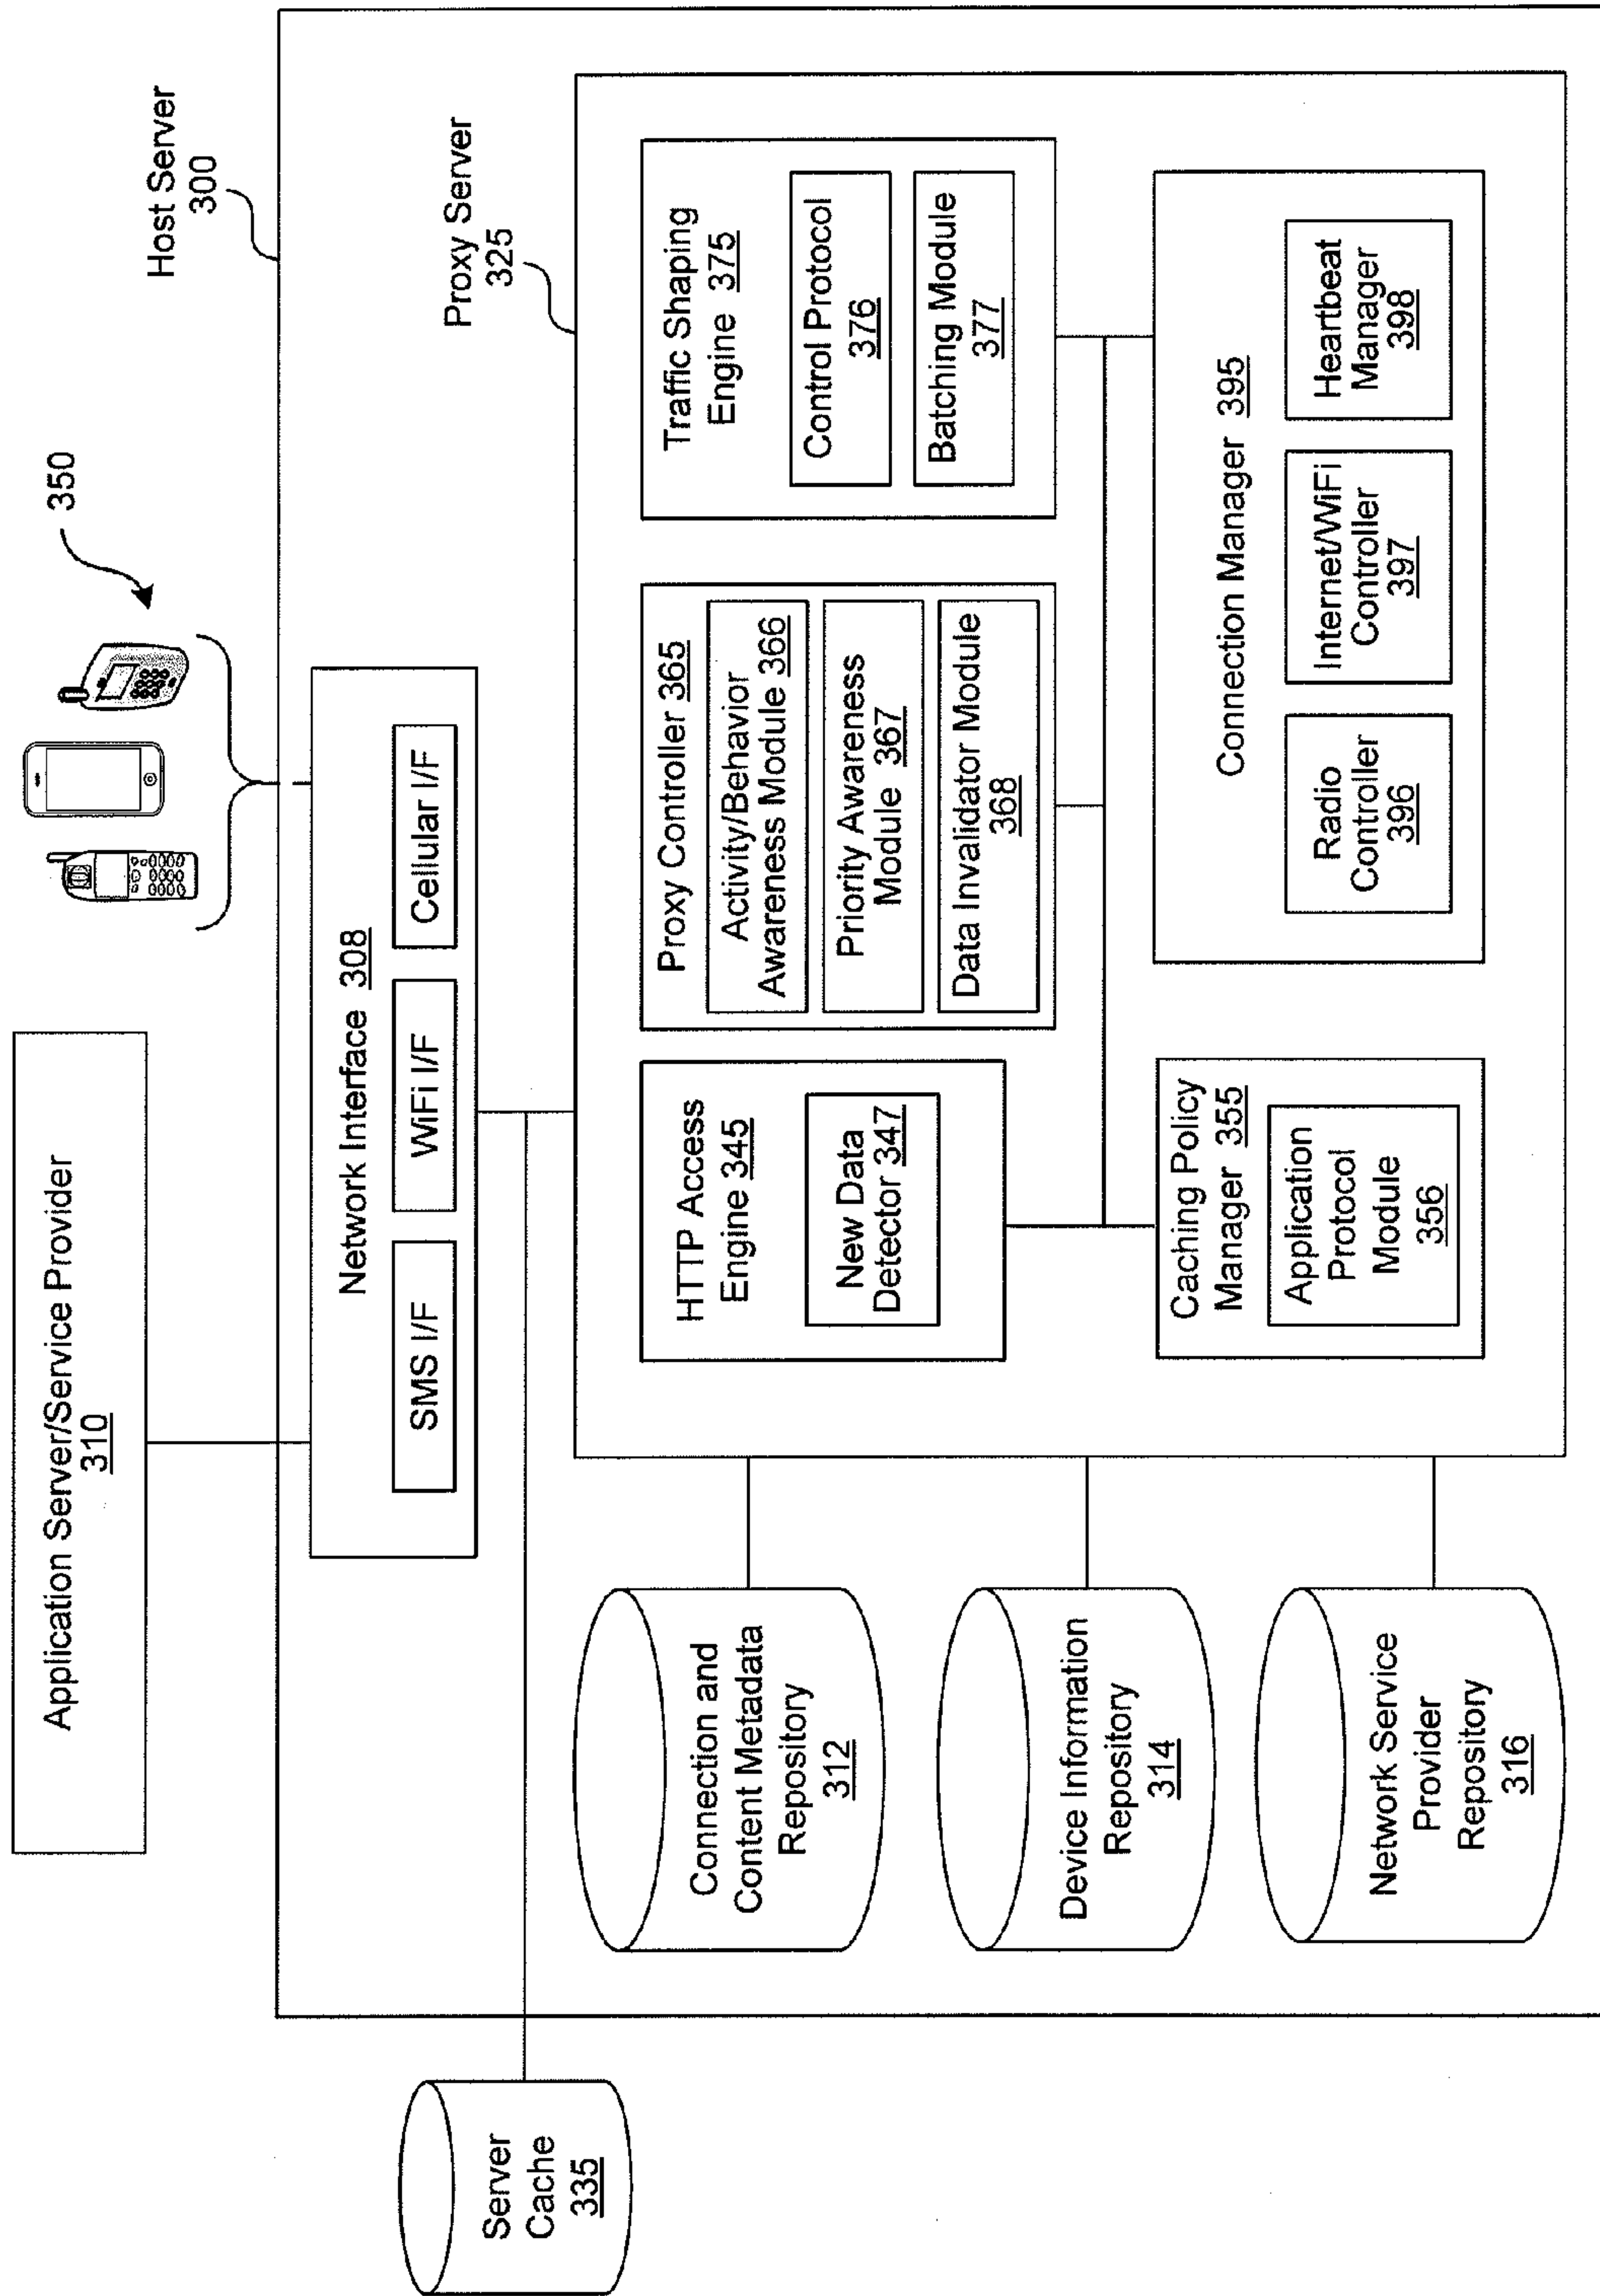 Application Server/Service Provider
310
350
Host Server
300
Network Interface 308
SMS I/F
WiFi I/F
Cellular I/F
Server
Cache
335
Proxy Server
325
Connection and
Content Metadata
Repository
312
Device Information
Repository
314
Network Service
Provider
Repository
316
HTTP Access
Engine 345
New Data
Detector 347
Proxy Controller 365
Activity/Behavior
Awareness Module 366
Priority Awareness
Module 367
Data Invalidator Module
368
Traffic Shaping
Engine 375
Control Protocol
376
Batching Module
377
Caching Policy
Manager 355
Application
Protocol
Module
356
Connection Manager 395
Radio
Controller
396
Internet/WiFi
Controller
397
Heartbeat
Manager
398